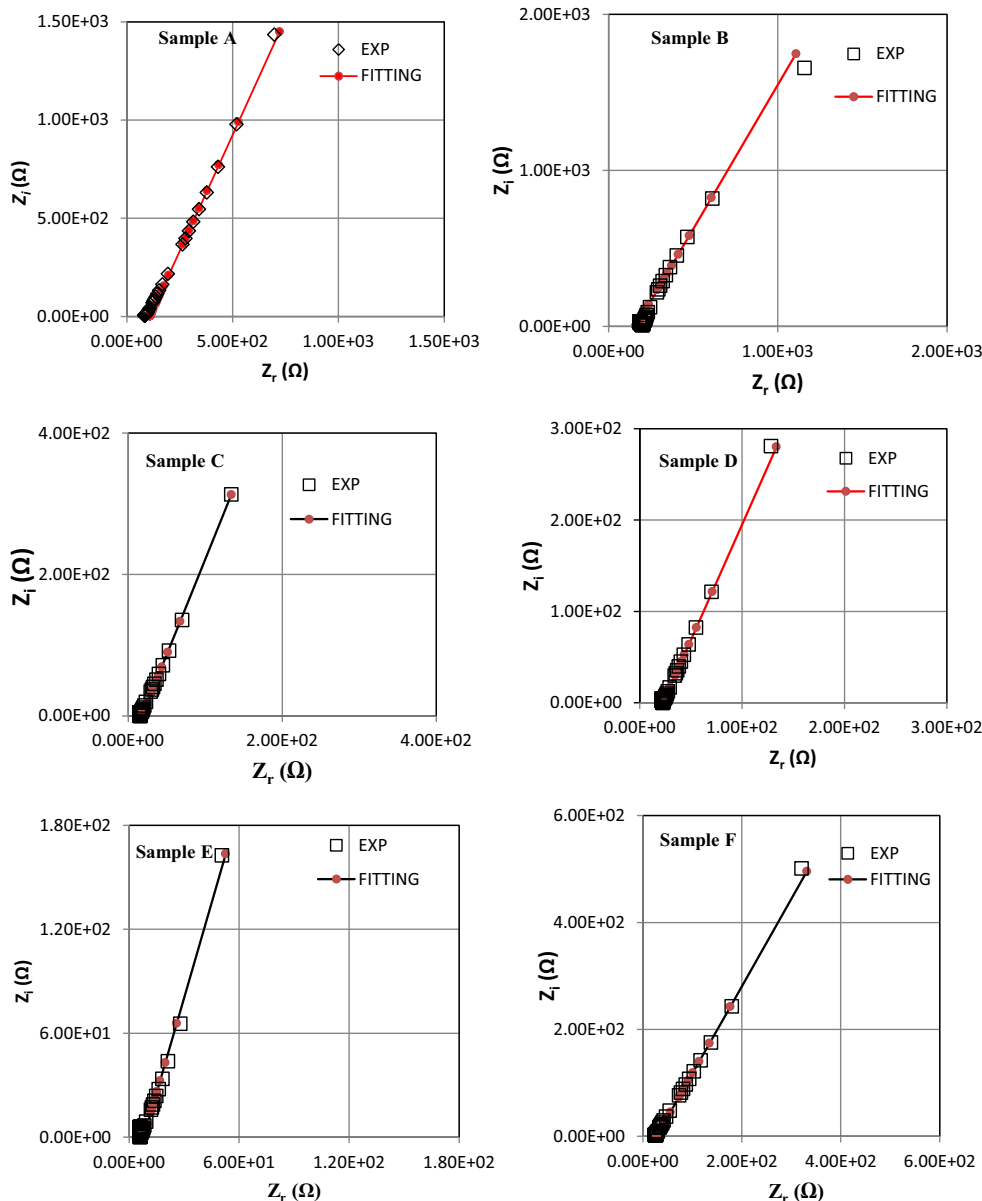 Sample A
EXP
FITTING
1.50E+03
1.00E+03
5.00E+02
0.00E+00
Zi (Ω)
0.00E+00 5.00E+02 1.00E+03 1.50E+03
Zr (Ω)
Sample B
EXP
FITTING
2.00E+03
1.00E+03
0.00E+00
Zi (Ω)
0.00E+00 1.00E+03 2.00E+03
Zr (Ω)
Sample C
EXP
FITTING
4.00E+02
2.00E+02
0.00E+00
Zi (Ω)
0.00E+00 2.00E+02 4.00E+02
Zr (Ω)
Sample D
EXP
FITTING
3.00E+02
2.00E+02
1.00E+02
0.00E+00
Zi (Ω)
0.00E+00 1.00E+02 2.00E+02 3.00E+02
Zr (Ω)
Sample E
EXP
FITTING
1.80E+02
1.20E+02
6.00E+01
0.00E+00
Zi (Ω)
0.00E+00 6.00E+01 1.20E+02 1.80E+02
Zr (Ω)
Sample F
EXP
FITTING
6.00E+02
4.00E+02
2.00E+02
0.00E+00
Zi (Ω)
0.00E+00 2.00E+02 4.00E+02 6.00E+02
Zr (Ω)